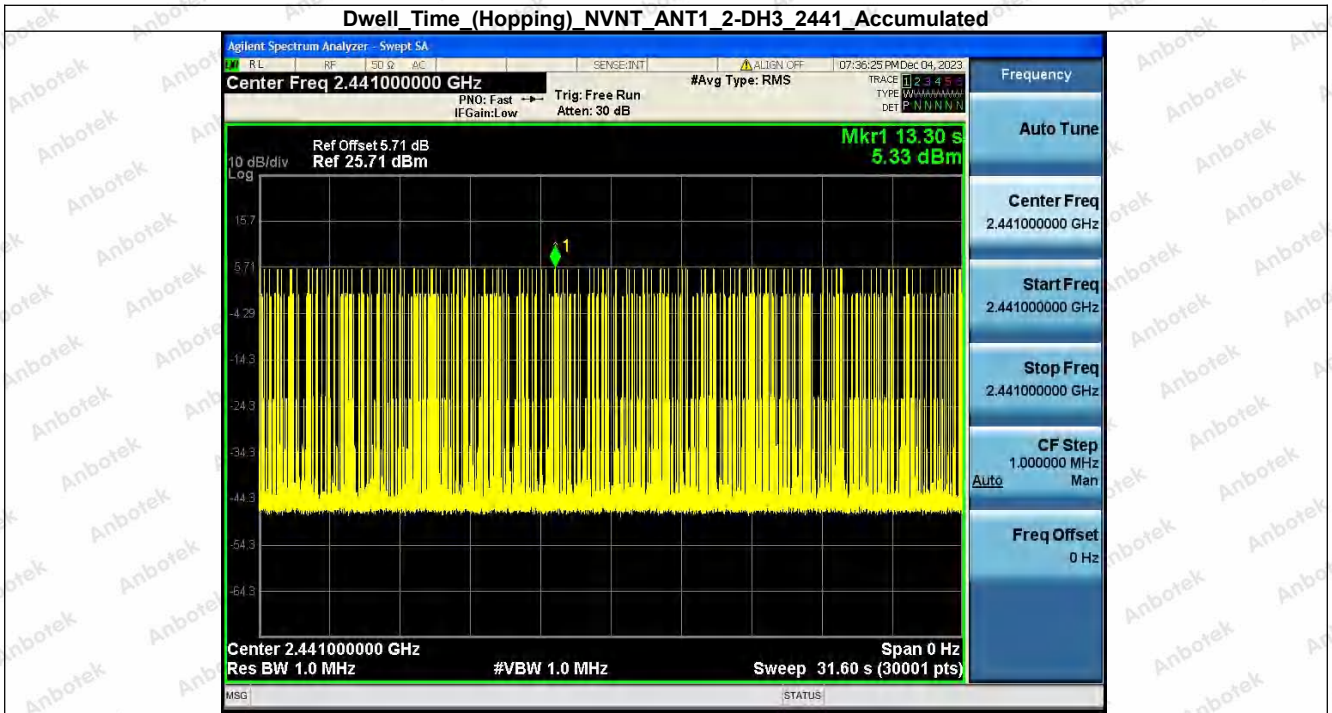 Dwell_Time_(Hopping)_NVNT_ANT1_2-DH3_2441_Accumulated
Agilent Spectrum Analyzer - Swept SA
RL RF 50 Ω AC SENSE:INT ALIGN OFF 07:36:25 PM Dec 04, 2023
Center Freq 2.441000000 GHz #Avg Type: RMS TRACE 1 2 3 4 5 6
PNO: Fast Trig: Free Run TYPE WWWWWW
IFGain:Low Atten: 30 dB DET P N N N N N
Mkr1 13.30 s
5.33 dBm
Ref Offset 5.71 dB
10 dB/div Ref 25.71 dBm
Log
15.7
1
5.71
-4.29
-14.3
-24.3
-34.3
-44.3
-54.3
-64.3
Center 2.441000000 GHz Span 0 Hz
Res BW 1.0 MHz #VBW 1.0 MHz Sweep 31.60 s (30001 pts)
MSG STATUS
Frequency
Auto Tune
Center Freq
2.441000000 GHz
Start Freq
2.441000000 GHz
Stop Freq
2.441000000 GHz
CF Step
1.000000 MHz
Auto Man
Freq Offset
0 Hz
Anbotek